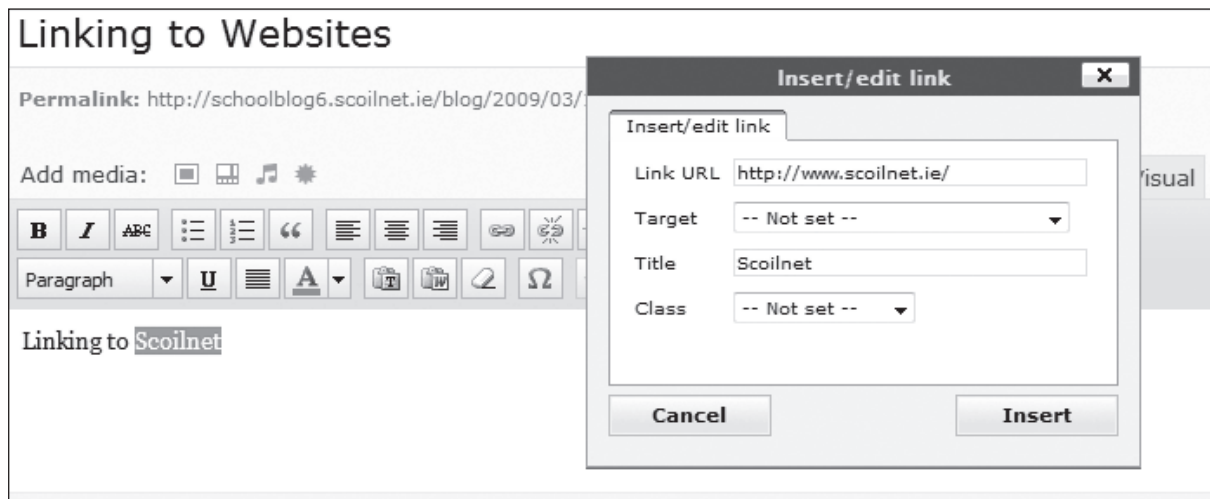 Linking to Websites
Permalink: http://schoolblog6.scoilnet.ie/blog/2009/03/
Add media:
B I ABC
Paragraph U A T W Ω
Linking to Scoilnet
Insert/edit link
Insert/edit link
Link URL http://www.scoilnet.ie/
Target -- Not set --
Title Scoilnet
Class -- Not set --
Cancel Insert